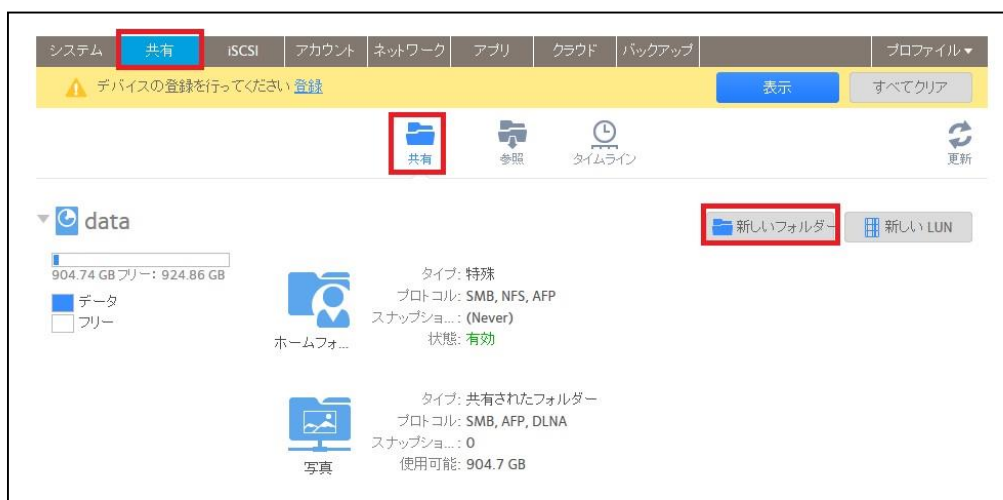 システム 共有 iSCSI アカウント ネットワーク アプリ クラウド バックアップ プロファイル▼
デバイスの登録を行ってください 登録 表示 すべてクリア
共有 参照 タイムライン 更新
data 新しいフォルダー 新しい LUN
904.74 GB フリー: 924.86 GB
データ
フリー
タイプ: 特殊
プロトコル: SMB, NFS, AFP
スナップショ...: (Never)
状態: 有効
ホームフォ...
タイプ: 共有されたフォルダー
プロトコル: SMB, AFP, DLNA
スナップショ...: 0
使用可能: 904.7 GB
写真